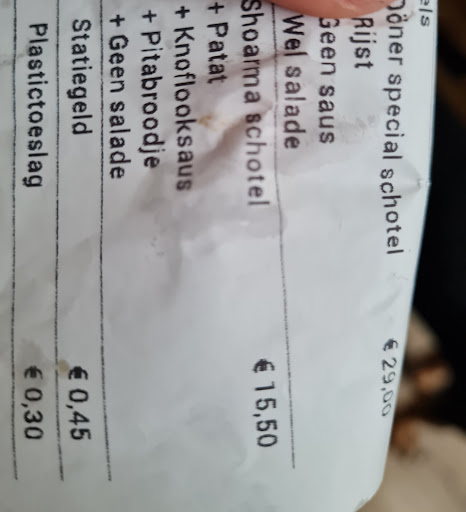 els
Döner special schotel € 29,00
Rijst
Geen saus
Wel salade
Shoarma schotel € 15,50
+ Patat
+ Knoflooksaus
+ Pitabroodje
+ Geen salade
Statiegeld € 0,45
Plastictoeslag € 0,30